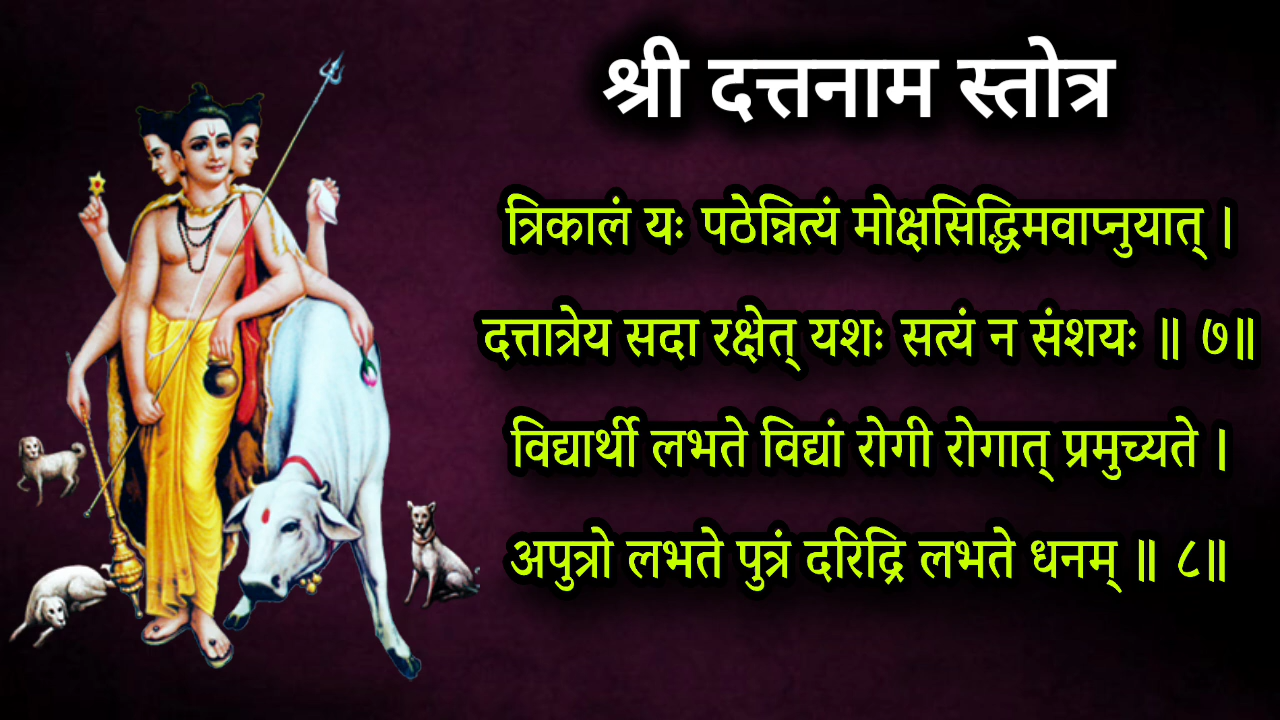 श्री दत्तनाम स्तोत्र
त्रिकालं यः पठेन्नित्यं मोक्षसिद्धिमवाप्नुयात् ।
दत्तात्रेय सदा रक्षेत् यशः सत्यं न संशयः ॥ ७॥
विद्यार्थी लभते विद्यां रोगी रोगात् प्रमुच्यते ।
अपुत्रो लभते पुत्रं दरिद्रि लभते धनम् ॥ ८॥